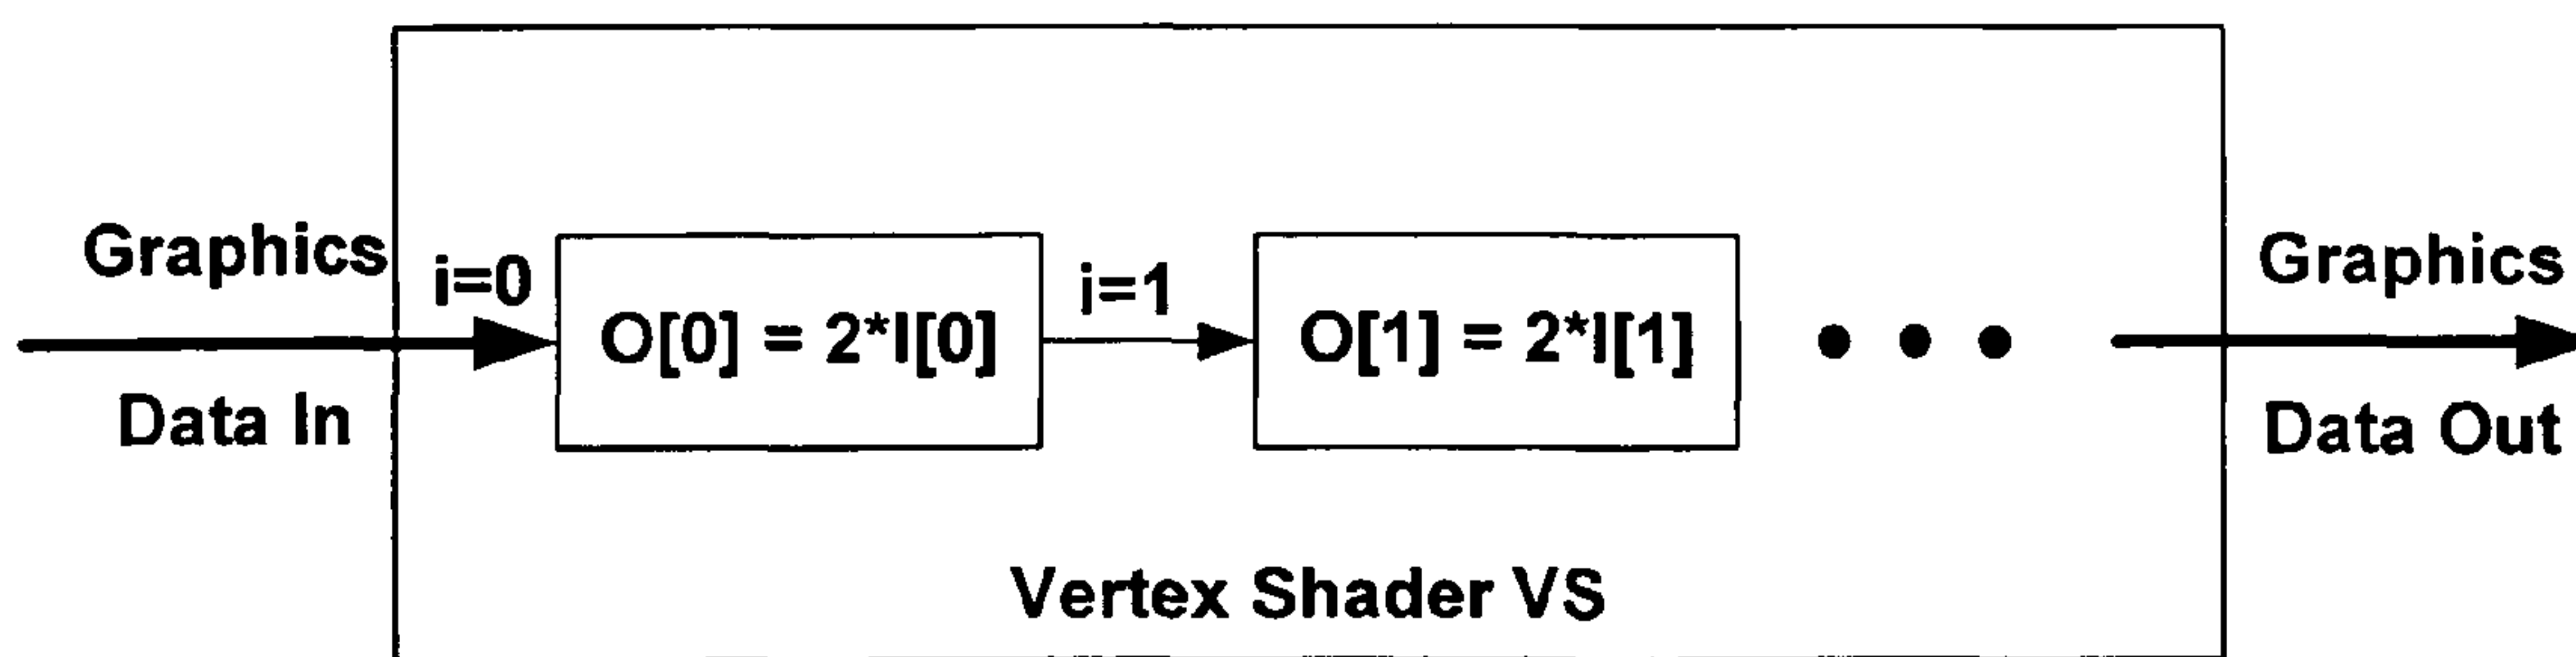 Graphics
Data In
i=0
O[0] = 2*I[0]
i=1
O[1] = 2*I[1]
Graphics
Data Out
Vertex Shader VS